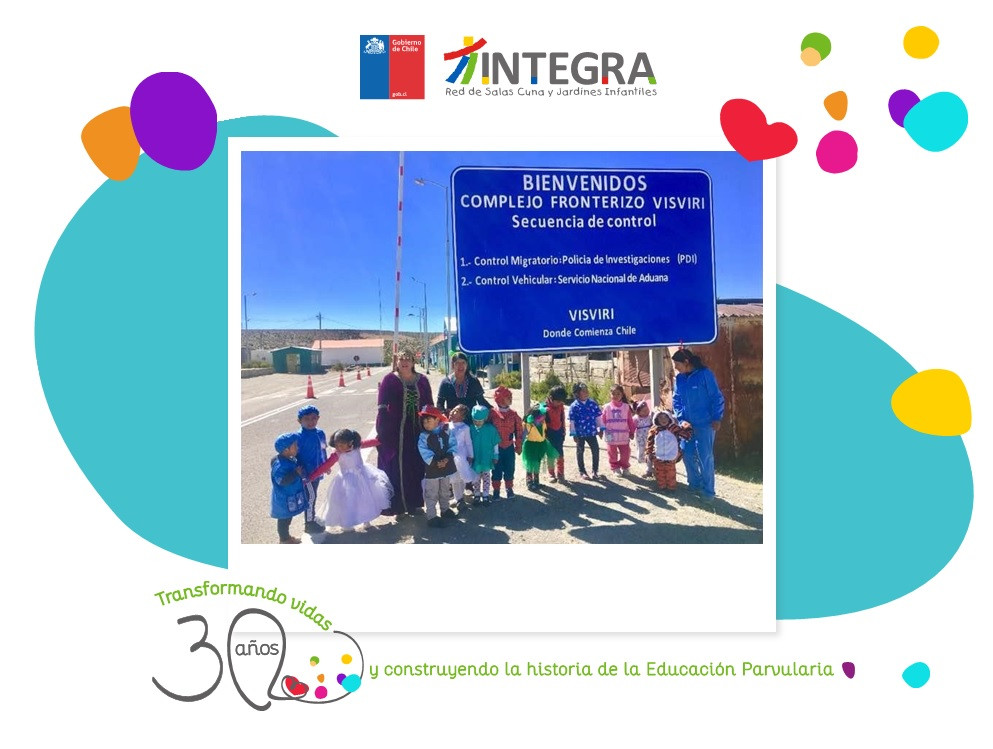 Gobierno
de Chile
gob.cl
INTEGRA
Red de Salas Cuna y Jardines Infantiles
BIENVENIDOS
COMPLEJO FRONTERIZO VISVIRI
Secuencia de control
1.- Control Migratorio: Policia de Investigaciones (PDI)
2.- Control Vehicular: Servicio Nacional de Aduana
VISVIRI
Donde Comienza Chile
Transformando vidas
30 años
y construyendo la historia de la Educación Parvularia